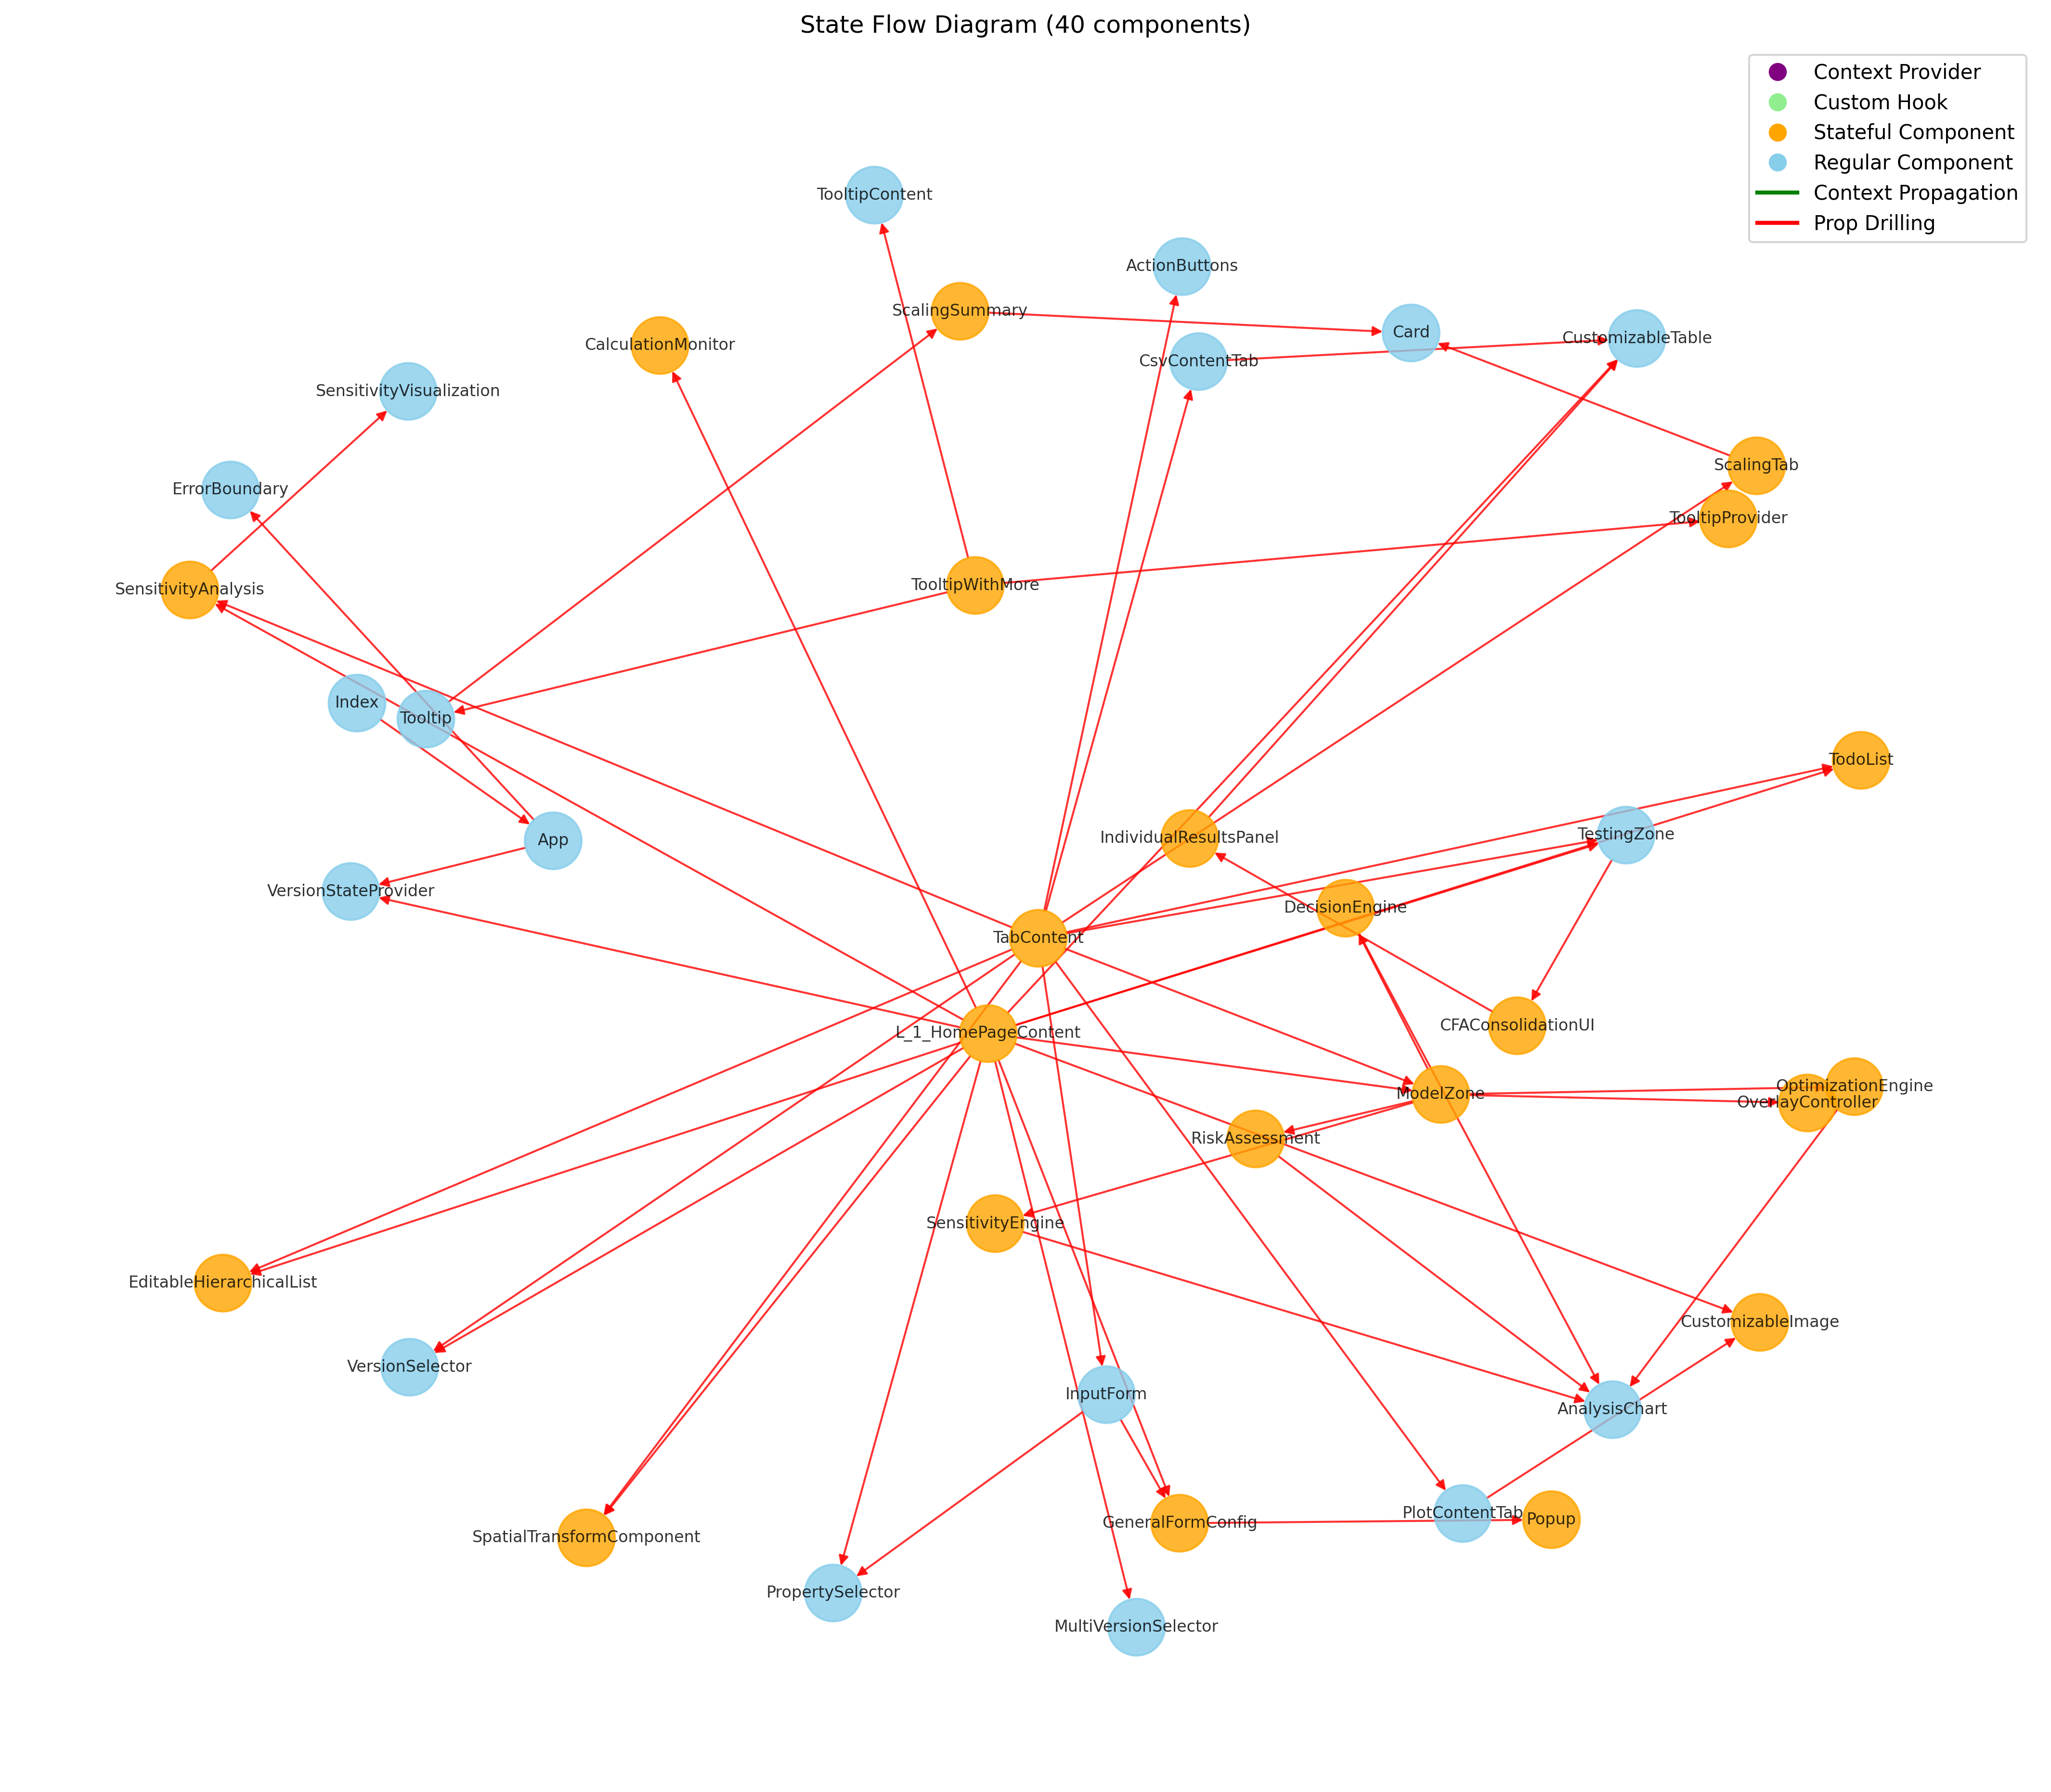 State Flow Diagram (40 components)
Context Provider
Custom Hook
Stateful Component
Regular Component
Context Propagation
Prop Drilling
TooltipContent
ActionButtons
ScalingSummary
Card
CustomizableTable
CalculationMonitor
CsvContentTab
SensitivityVisualization
ScalingTab
ErrorBoundary
TooltipProvider
SensitivityAnalysis
TooltipWithMore
Index
Tooltip
TodoList
App
IndividualResultsPanel
TestingZone
VersionStateProvider
DecisionEngine
TabContent
L_1_HomePageContent
CFAConsolidationUI
OptimizationEngine
ModelZone
OverlayController
RiskAssessment
SensitivityEngine
EditableHierarchicalList
CustomizableImage
VersionSelector
InputForm
AnalysisChart
PlotContentTab
Popup
GeneralFormConfig
SpatialTransformComponent
PropertySelector
MultiVersionSelector